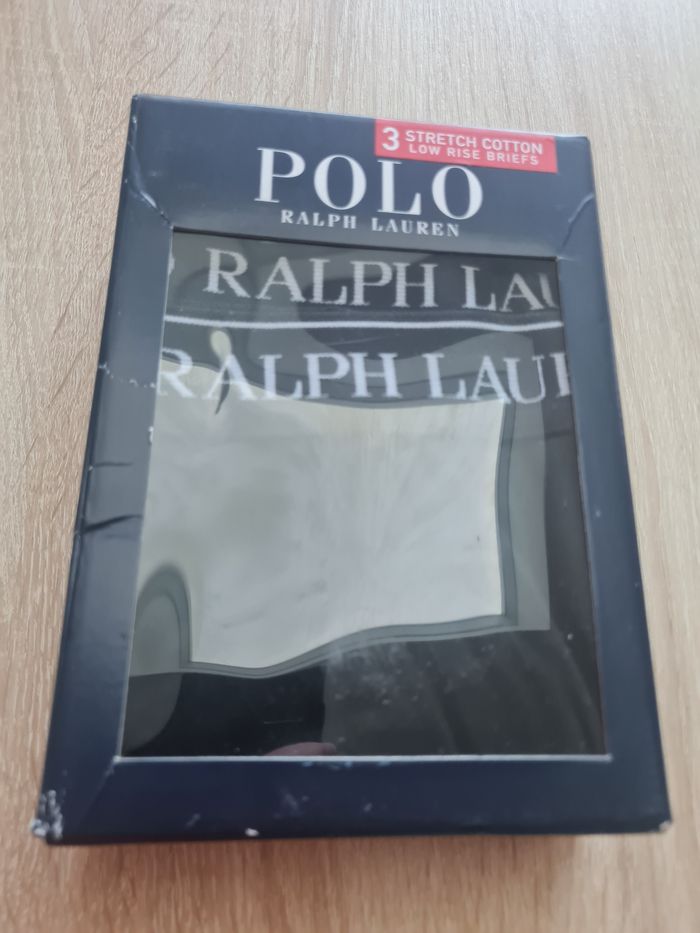 3 STRETCH COTTON
LOW RISE BRIEFS
POLO
RALPH LAUREN
RALPH LAU
RALPH LAU